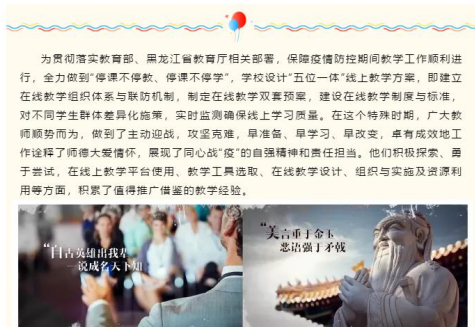 为贯彻落实教育部、黑龙江省教育厅相关部署，保障疫情防控期间教学工作顺利进
行，全力做到“停课不停教、停课不停学”，学校设计“五位一体”线上教学方案，即建立
在线教学组织体系与联防机制，制定在线教学双套预案，建设在线教学制度与标准，
对不同学生群体差异化施策，实时监测确保线上学习质量。在这个特殊时期，广大教
师顺势而为，做到了主动迎战，攻坚克难，早准备、早学习、早改变，卓有成效地工
作诠释了师德大爱情怀，展现了同心战“疫”的自强精神和责任担当。他们积极探索、勇
于尝试，在线上教学平台使用、教学工具选取、在线教学设计、组织与实施及资源利
用等方面，积累了值得推广借鉴的教学经验。
“自古英雄出我辈
一说成名天下知
“美言重于金玉
恶语强于矛戟